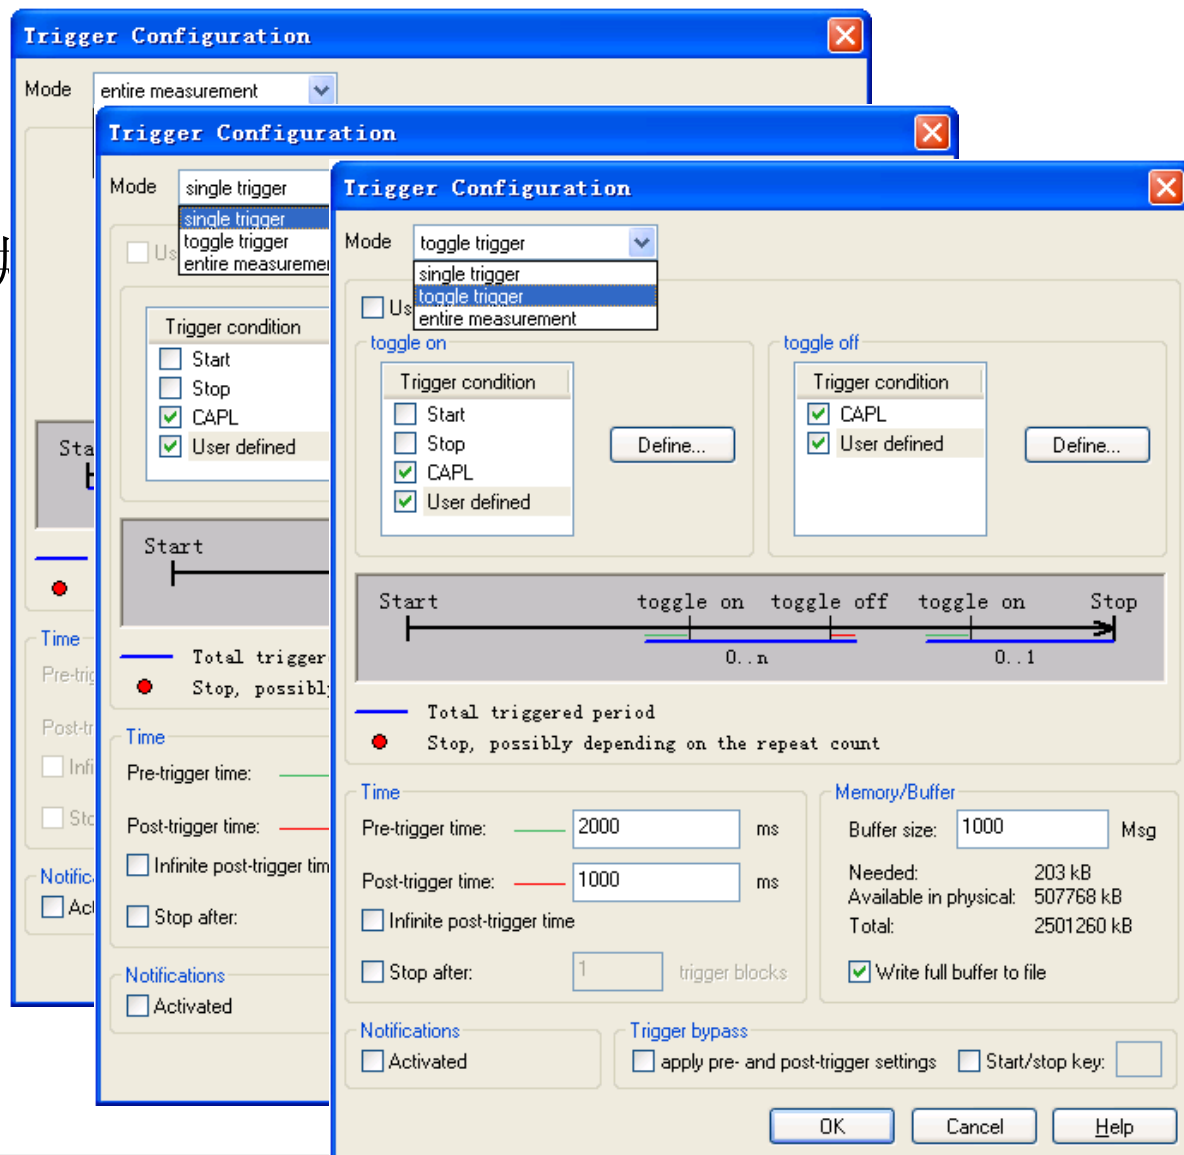 Trigger Configuration
Mode entire measurement
Sta
Time
Pre-trig
Post-tr
Infi
Sto
Notific
Act
Trigger Configuration
Mode single trigger
single trigger
toggle trigger
entire measuremen
Us
Trigger condition
Start
Stop
CAPL
User defined
Start
Total trigger
Stop, possibl
Time
Pre-trigger time:
Post-trigger time:
Infinite post-trigger tim
Stop after:
Notifications
Activated
Trigger Configuration
Mode toggle trigger
single trigger
toggle trigger
entire measurement
Us
toggle on
Trigger condition
Start
Stop
CAPL
User defined
Define...
toggle off
Trigger condition
CAPL
User defined
Define...
Start toggle on toggle off toggle on Stop
0..n 0..1
Total triggered period
Stop, possibly depending on the repeat count
Time
Pre-trigger time: 2000 ms
Post-trigger time: 1000 ms
Infinite post-trigger time
Stop after: 1 trigger blocks
Memory/Buffer
Buffer size: 1000 Msg
Needed: 203 kB
Available in physical: 507768 kB
Total: 2501260 kB
Write full buffer to file
Notifications
Activated
Trigger bypass
apply pre- and post-trigger settings Start/stop key:
OK Cancel Help